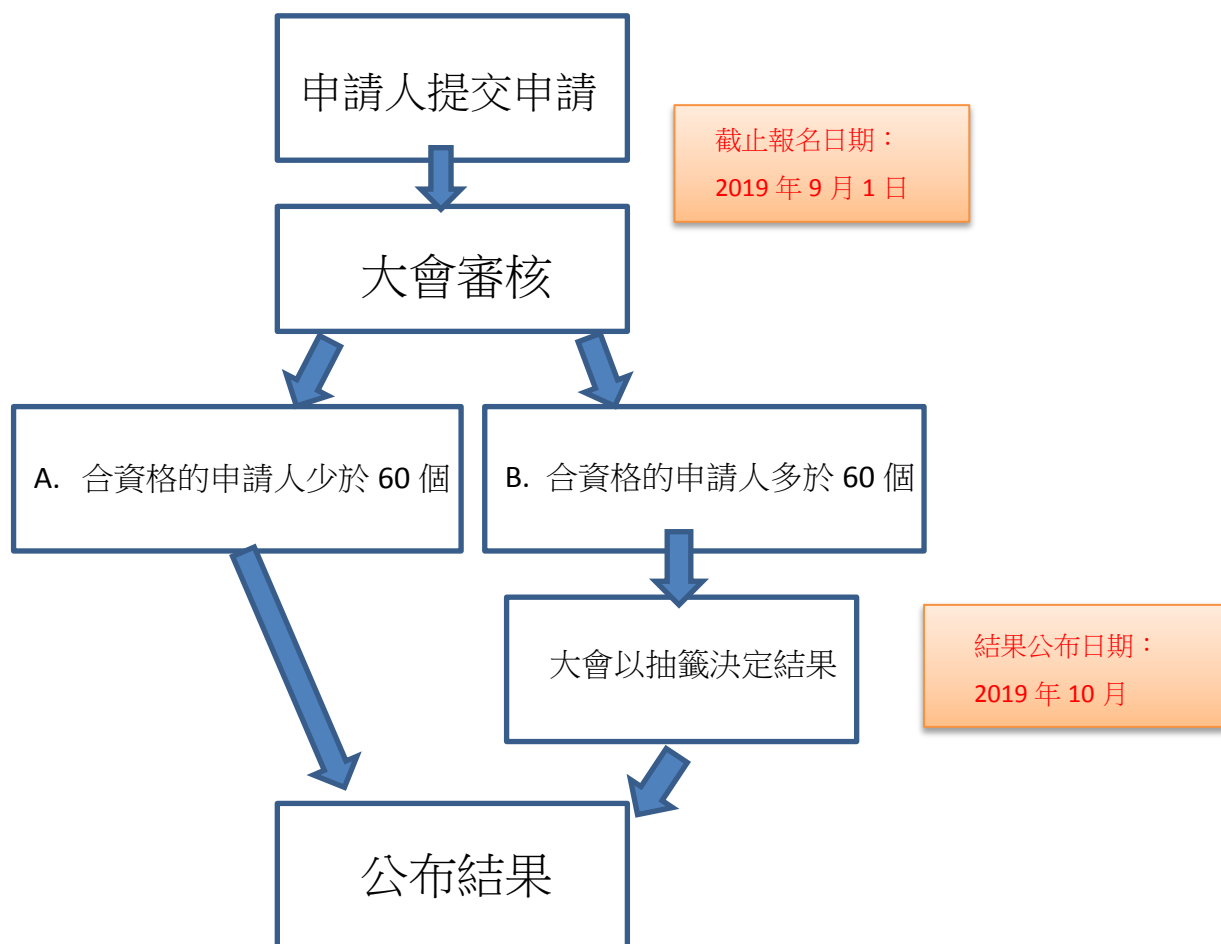 申請人提交申請
截止報名日期：
2019 年 9 月 1 日
大會審核
A. 合資格的申請人少於 60 個
B. 合資格的申請人多於 60 個
大會以抽籤決定結果
結果公布日期：
2019 年 10 月
公布結果